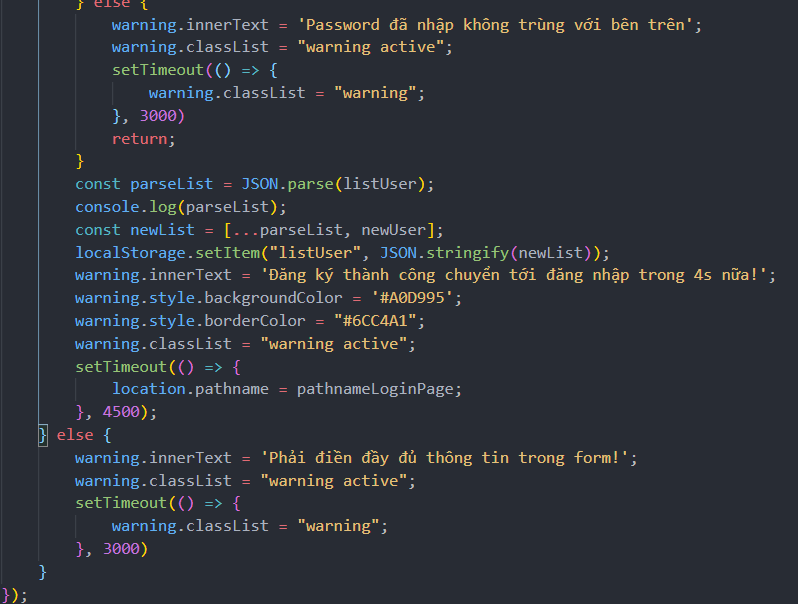 } else {
warning.innerText = 'Password đã nhập không trùng với bên trên';
warning.classList = "warning active";
setTimeout(() => {
warning.classList = "warning";
}, 3000)
return;
}
const parseList = JSON.parse(listUser);
console.log(parseList);
const newList = [...parseList, newUser];
localStorage.setItem("listUser", JSON.stringify(newList));
warning.innerText = 'Đăng ký thành công chuyển tới đăng nhập trong 4s nữa!';
warning.style.backgroundColor = '#A0D995';
warning.style.borderColor = "#6CC4A1";
warning.classList = "warning active";
setTimeout(() => {
location.pathname = pathnameLoginPage;
}, 4500);
} else {
warning.innerText = 'Phải điền đầy đủ thông tin trong form!';
warning.classList = "warning active";
setTimeout(() => {
warning.classList = "warning";
}, 3000)
}
});